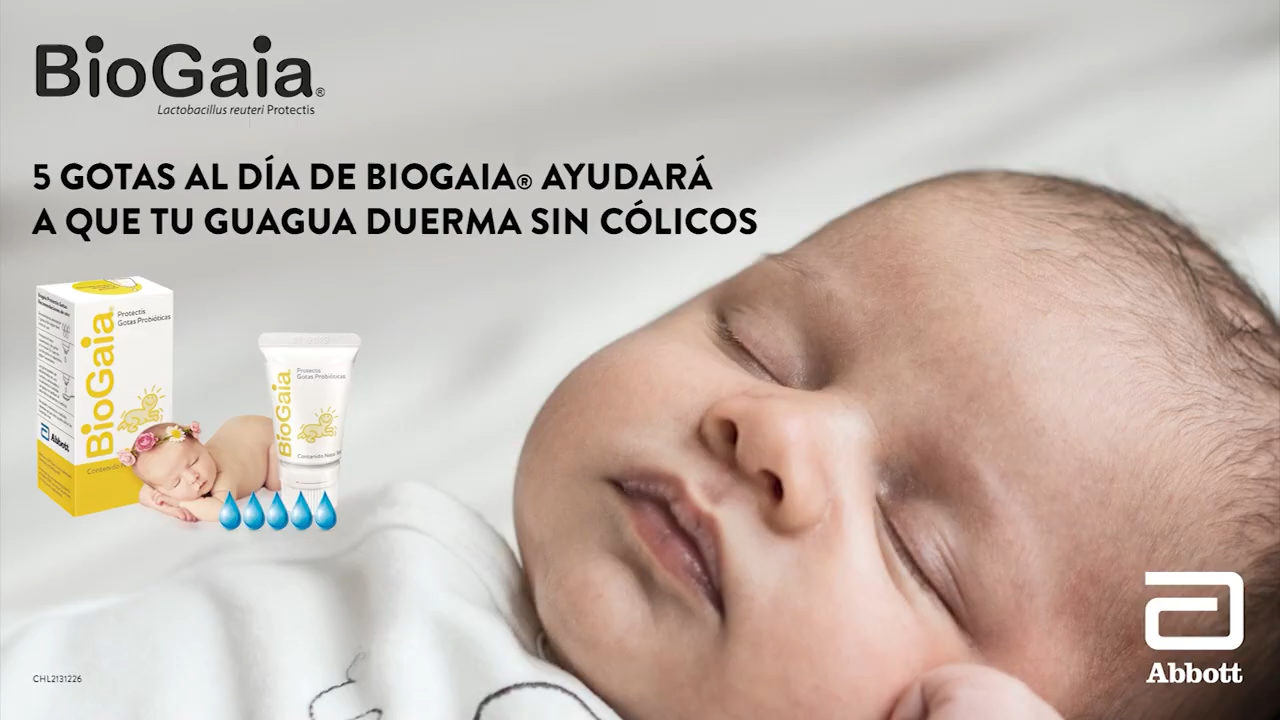 BioGaia®
Lactobacillus reuteri Protectis
5 GOTAS AL DÍA DE BIOGAIA® AYUDARÁ
A QUE TU GUAGUA DUERMA SIN CÓLICOS
BioGaia®
Protectis
Gotas Probióticas
Abbott
BioGaia
Protectis
Gotas Probióticas
Contenido
Abbott
CHL2131226